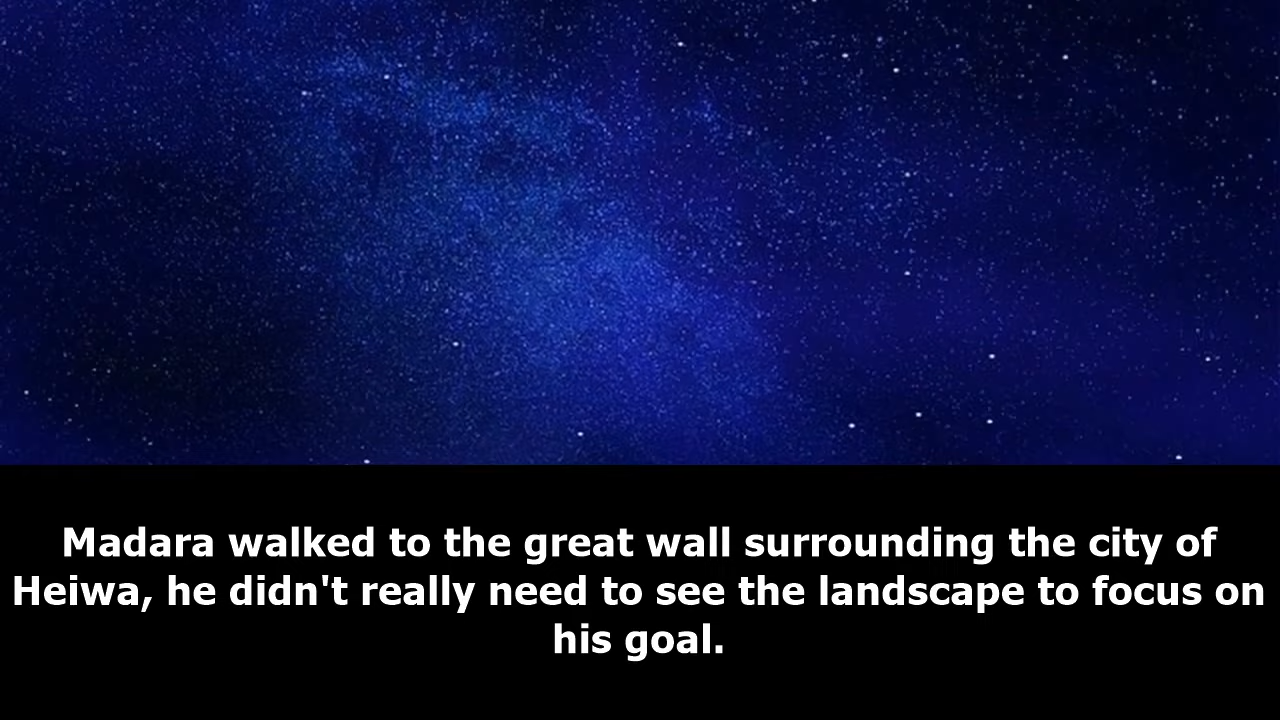 Madara walked to the great wall surrounding the city of
Heiwa, he didn't really need to see the landscape to focus on
his goal.